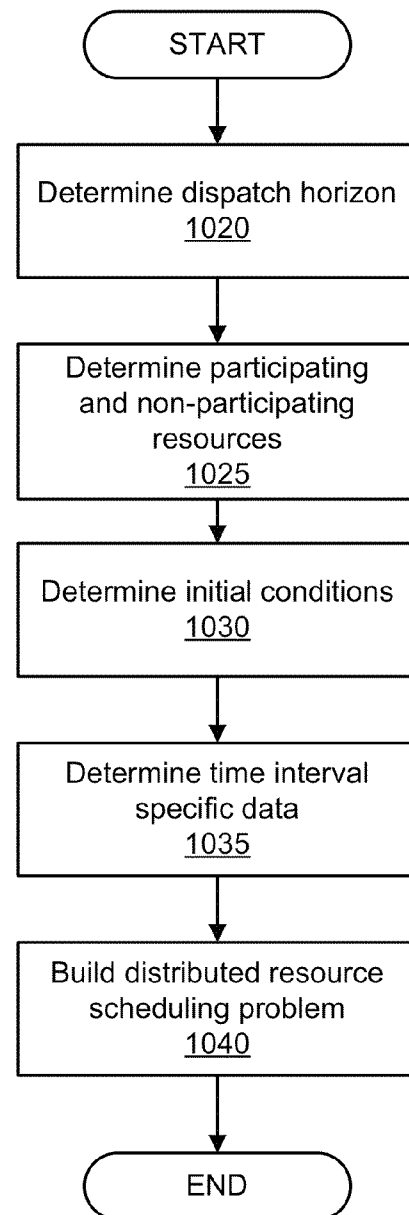 START
Determine dispatch horizon
1020
Determine participating
and non-participating
resources
1025
Determine initial conditions
1030
Determine time interval
specific data
1035
Build distributed resource
scheduling problem
1040
END